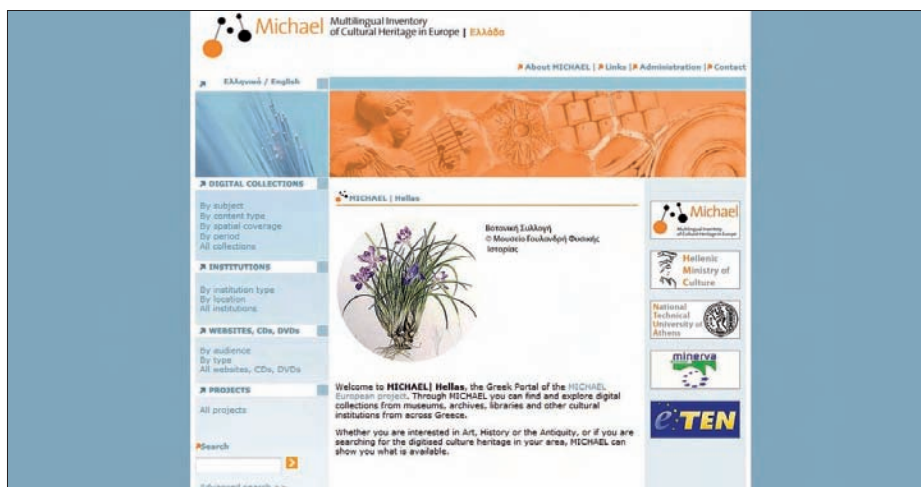 Michael Multilingual Inventory
of Cultural Heritage in Europe | Ελλάδα
About MICHAEL | Links | Administration | Contact
Ελληνικά / English
DIGITAL COLLECTIONS
By subject
By content type
By spatial coverage
By period
All collections
INSTITUTIONS
By institution type
By location
All institutions
WEBSITES, CDs, DVDs
By audience
By type
All websites, CDs, DVDs
PROJECTS
All projects
Search
Advanced search >>
MICHAEL | Hellas
Βοτανική Συλλογή
© Μουσείο Γουλανδρή Φυσικής
Ιστορίας
Welcome to MICHAEL| Hellas, the Greek Portal of the MICHAEL
European project. Through MICHAEL you can find and explore digital
collections from museums, archives, libraries and other cultural
institutions from across Greece.
Whether you are interested in Art, History or the Antiquity, or if you are
searching for the digitised culture heritage in your area, MICHAEL can
show you what is available.
Michael
Multilingual Inventory
of Cultural Heritage in Europe
Hellenic
Ministry of
Culture
National
Technical
University of
Athens
minerva
eTEN